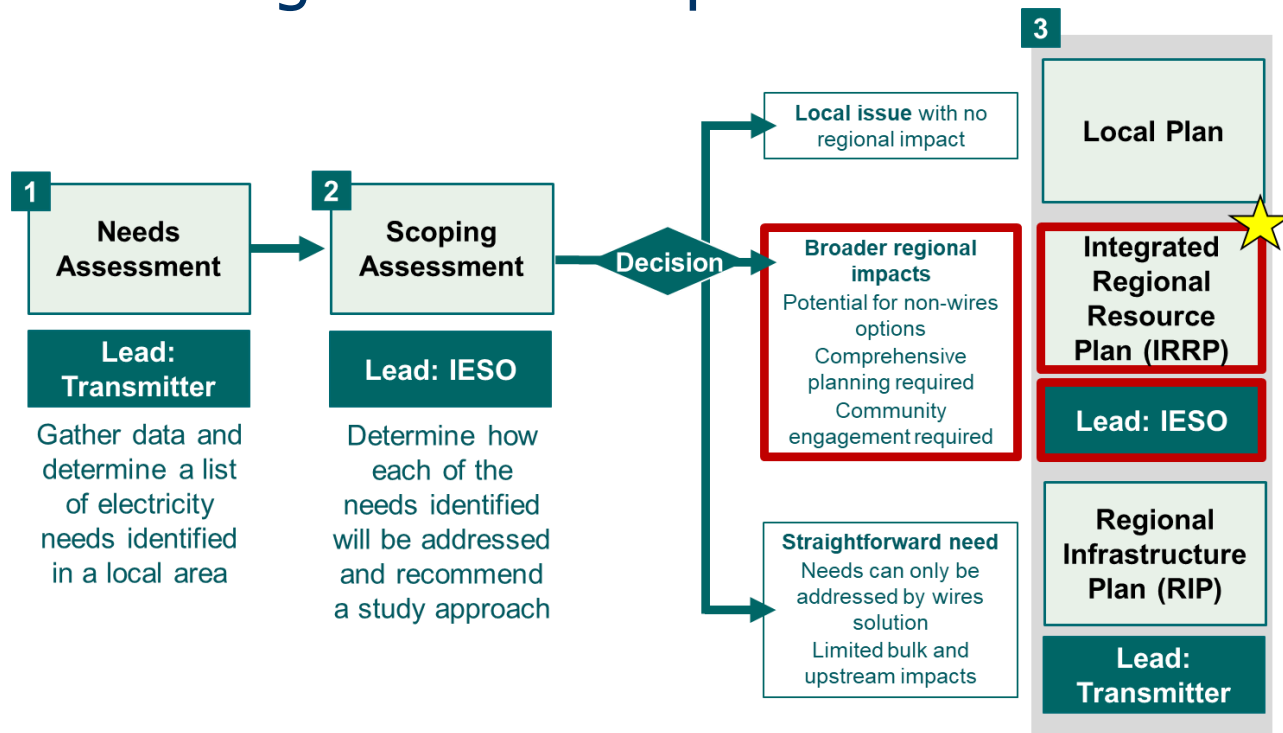 1
Needs
Assessment
Lead:
Transmitter
Gather data and
determine a list
of electricity
needs identified
in a local area
2
Scoping
Assessment
Lead: IESO
Determine how
each of the
needs identified
will be addressed
and recommend
a study approach
Decision
Local issue with no
regional impact
Broader regional
impacts
Potential for non-wires
options
Comprehensive
planning required
Community
engagement required
Straightforward need
Needs can only be
addressed by wires
solution
Limited bulk and
upstream impacts
3
Local Plan
Integrated
Regional
Resource
Plan (IRRP)
Lead: IESO
Regional
Infrastructure
Plan (RIP)
Lead:
Transmitter